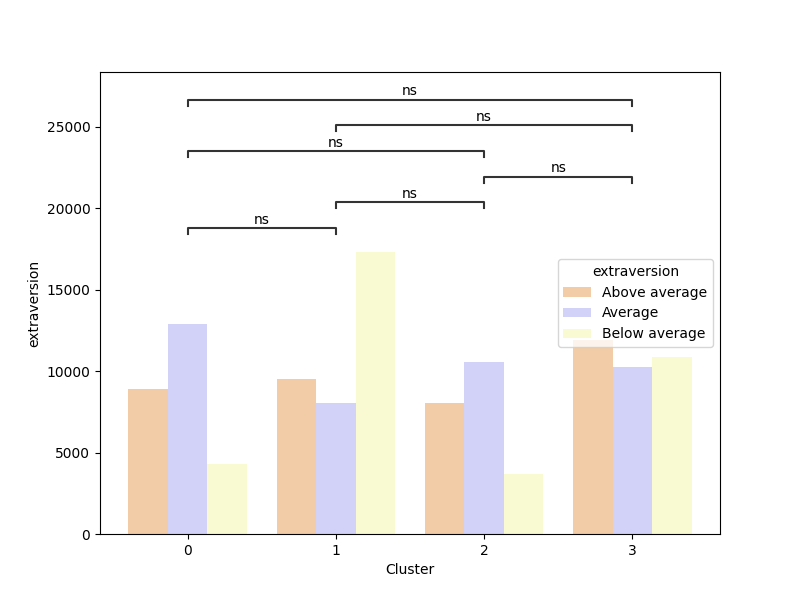 ns
ns
ns
ns
ns
ns
25000
20000
15000
10000
5000
0
extraversion
extraversion
Above average
Average
Below average
0 1 2 3
Cluster